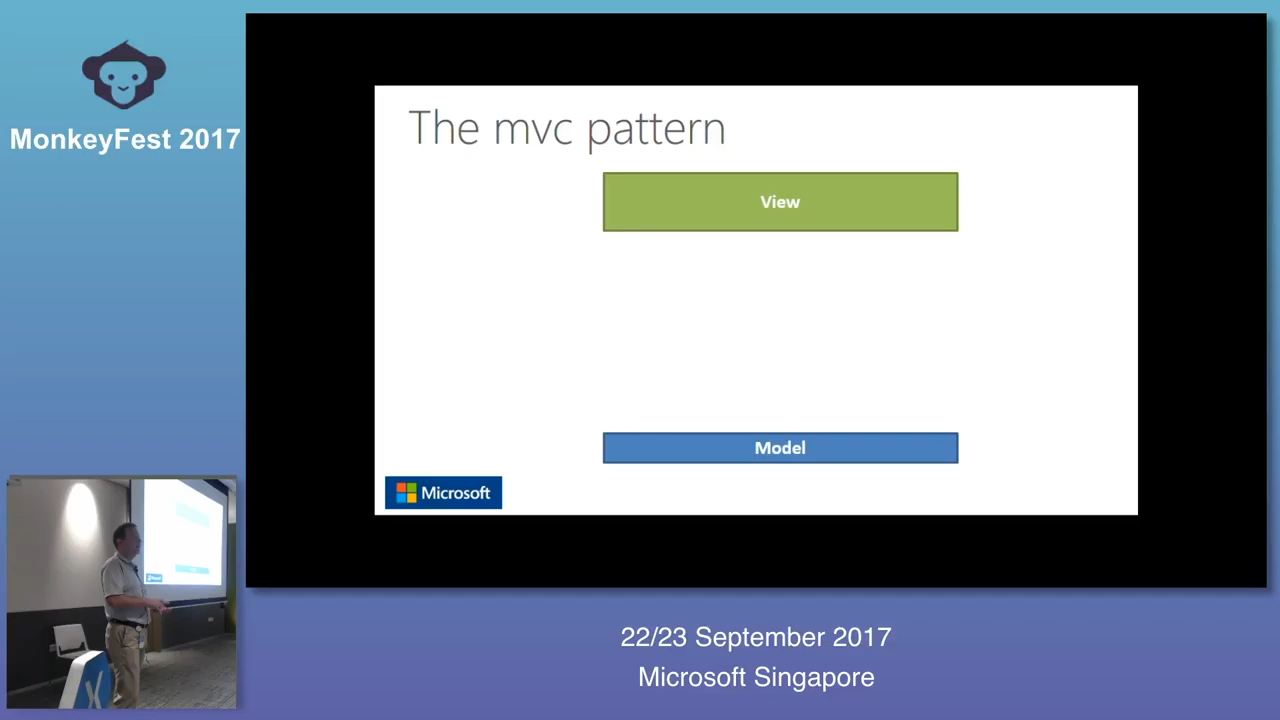 MonkeyFest 2017
The mvc pattern
View
Model
Microsoft
22/23 September 2017
Microsoft Singapore